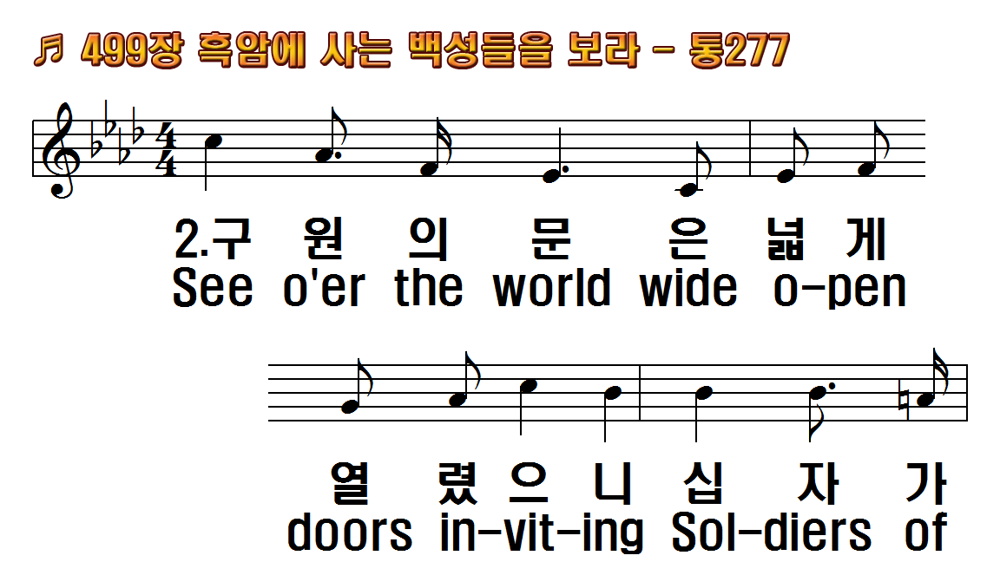 ♬ 499장 흑암에 사는 백성들을 보라 - 통277
4
4
2.구 원 의 문 은 넓 게
See o'er the world wide o-pen
열 렸 으 니 십 자 가
doors in-vit-ing Sol-diers of